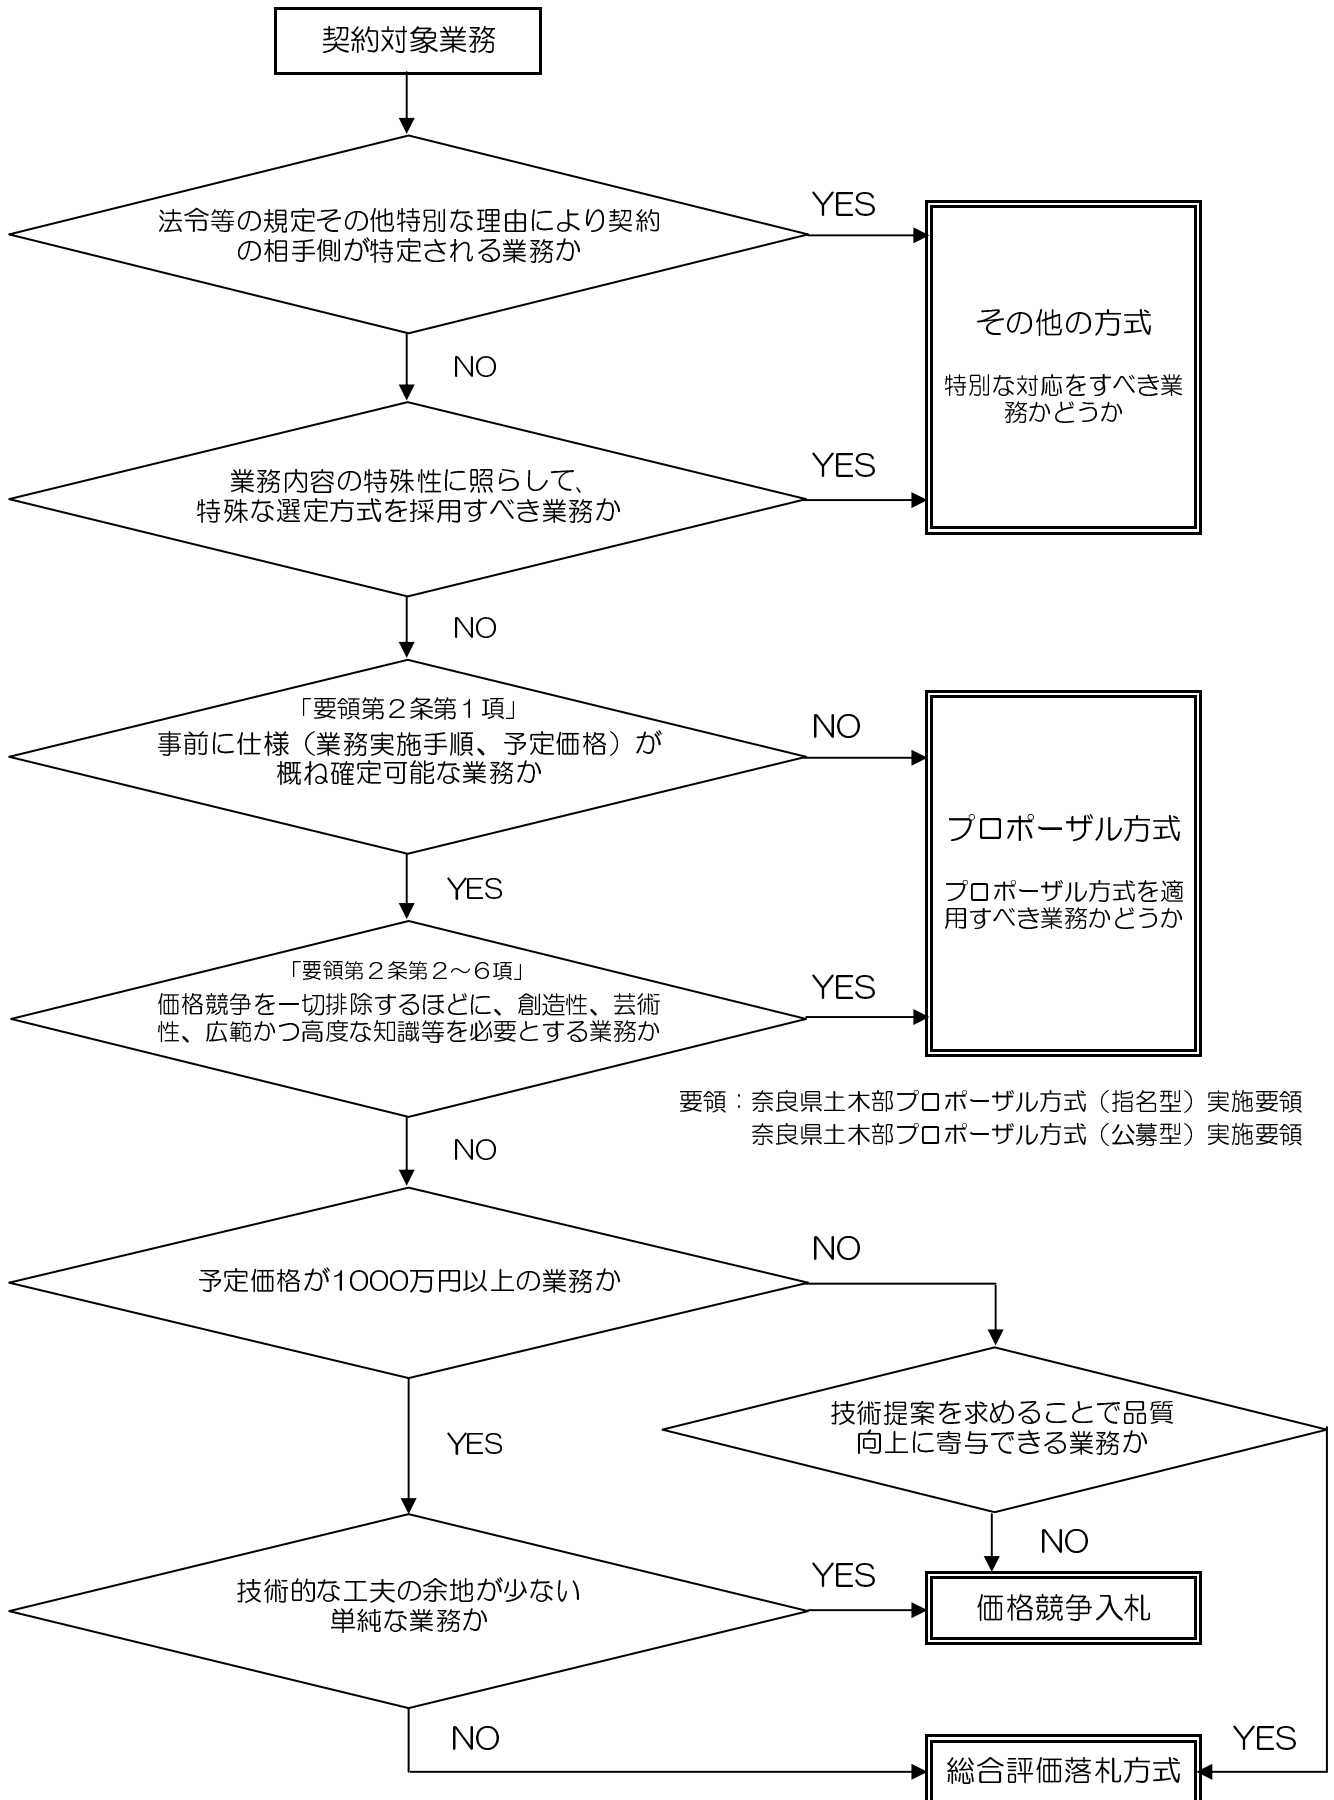 契約対象業務
YES
法令等の規定その他特別な理由により契約
の相手側が特定される業務か
その他の方式
特別な対応をすべき業
務かどうか
NO
YES
業務内容の特殊性に照らして、
特殊な選定方式を採用すべき業務か
NO
「要領第２条第１項」
事前に仕様（業務実施手順、予定価格）が
概ね確定可能な業務か
NO
プロポーザル方式
プロポーザル方式を適
用すべき業務かどうか
YES
「要領第２条第２～６項」
価格競争を一切排除するほどに、創造性、芸術
性、広範かつ高度な知識等を必要とする業務か
YES
要領：奈良県土木部プロポーザル方式（指名型）実施要領
奈良県土木部プロポーザル方式（公募型）実施要領
NO
予定価格が1000万円以上の業務か
NO
技術提案を求めることで品質
向上に寄与できる業務か
YES
NO
技術的な工夫の余地が少ない
単純な業務か
YES
価格競争入札
NO
総合評価落札方式
YES